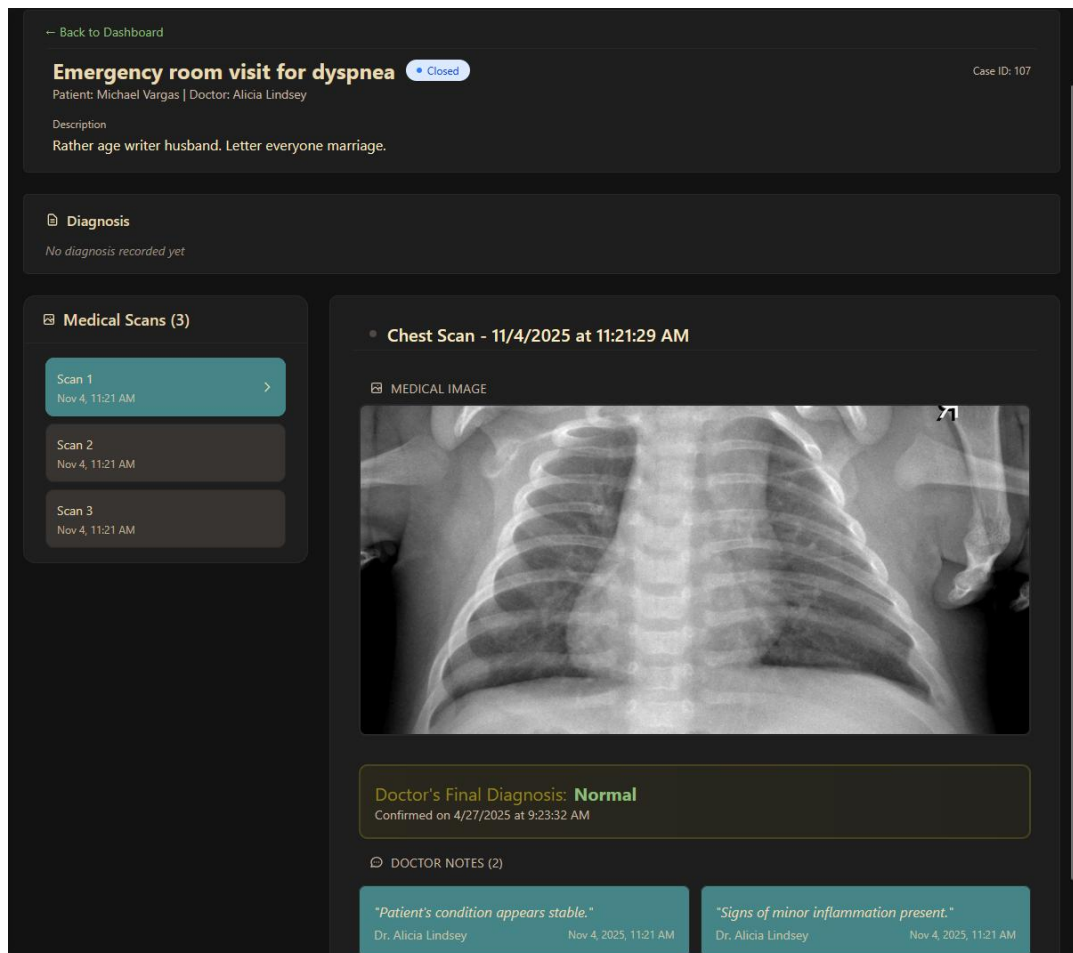 ← Back to Dashboard
Emergency room visit for dyspnea • Closed
Case ID: 107
Patient: Michael Vargas | Doctor: Alicia Lindsey
Description
Rather age writer husband. Letter everyone marriage.
Diagnosis
No diagnosis recorded yet
Medical Scans (3)
Scan 1
Nov 4, 11:21 AM
Scan 2
Nov 4, 11:21 AM
Scan 3
Nov 4, 11:21 AM
Chest Scan - 11/4/2025 at 11:21:29 AM
MEDICAL IMAGE
Doctor's Final Diagnosis: Normal
Confirmed on 4/27/2025 at 9:23:32 AM
DOCTOR NOTES (2)
"Patient's condition appears stable."
Dr. Alicia Lindsey Nov 4, 2025, 11:21 AM
"Signs of minor inflammation present."
Dr. Alicia Lindsey Nov 4, 2025, 11:21 AM